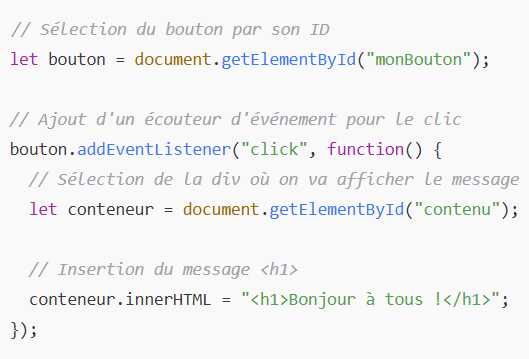 // Sélection du bouton par son ID
let bouton = document.getElementById("monBouton");
// Ajout d'un écouteur d'événement pour le clic
bouton.addEventListener("click", function() {
// Sélection de la div où on va afficher le message
let conteneur = document.getElementById("contenu");
// Insertion du message <h1>
conteneur.innerHTML = "<h1>Bonjour à tous !</h1>";
});